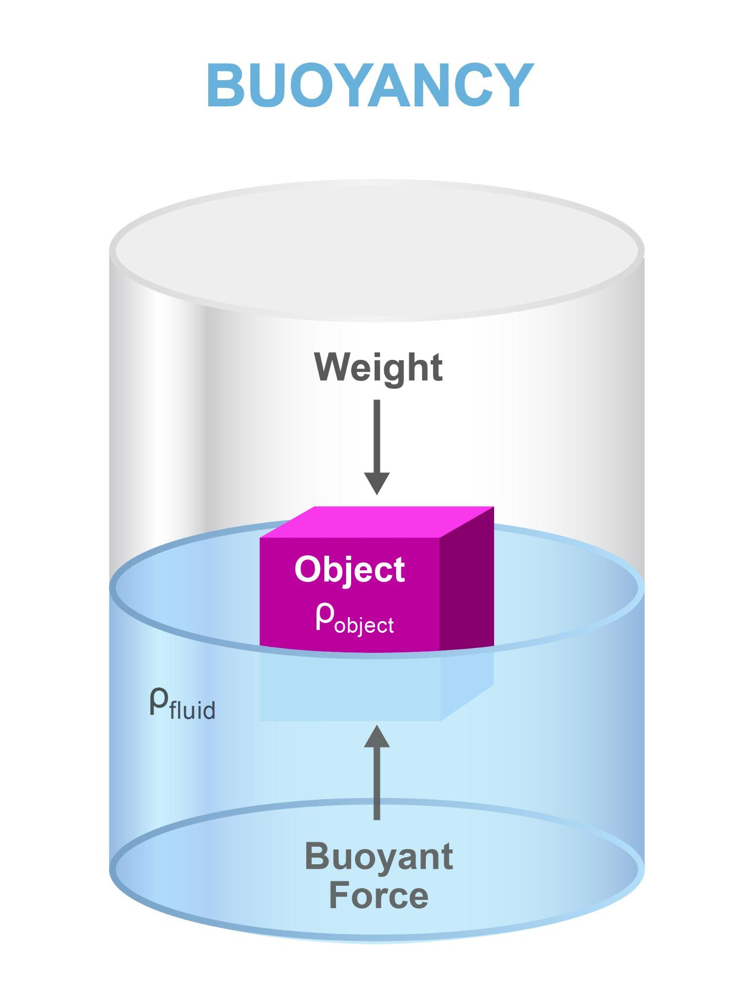 BUOYANCY
Weight
Object
ρobject
ρfluid
Buoyant
Force